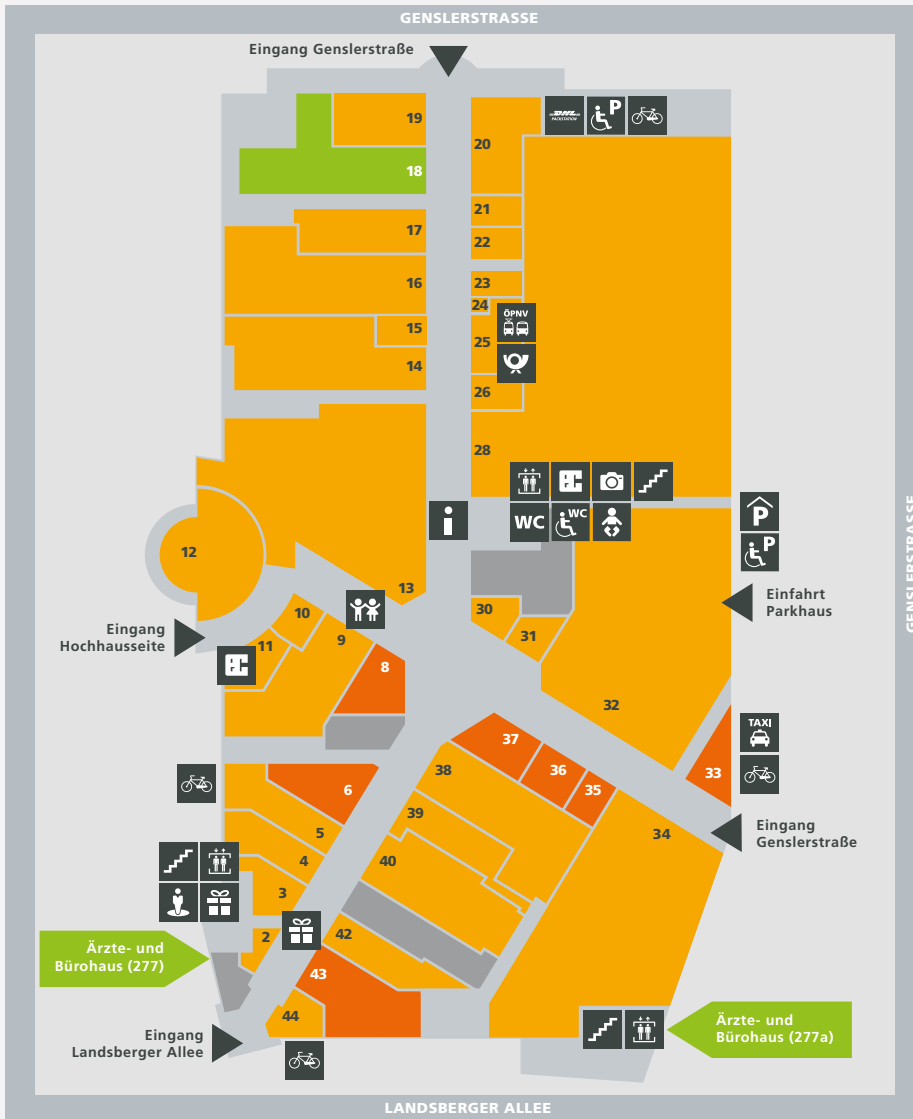 GENSLERSTRASSE
Eingang Genslerstraße
19
20
DHL
PACKSTATION
P
18
21
17
22
23
16
24
ÖPNV
15
25
14
26
28
WC
WC
P
P
12
13
30
Einfahrt
Parkhaus
GENSLERSTRASSE
10
31
Eingang
Hochhausseite
11
9
8
32
TAXI
37
38
36
33
6
35
39
5
34
Eingang
Genslerstraße
4
40
3
2
42
Ärzte- und
Bürohaus (277)
43
44
Eingang
Landsberger Allee
Ärzte- und
Bürohaus (277a)
LANDSBERGER ALLEE